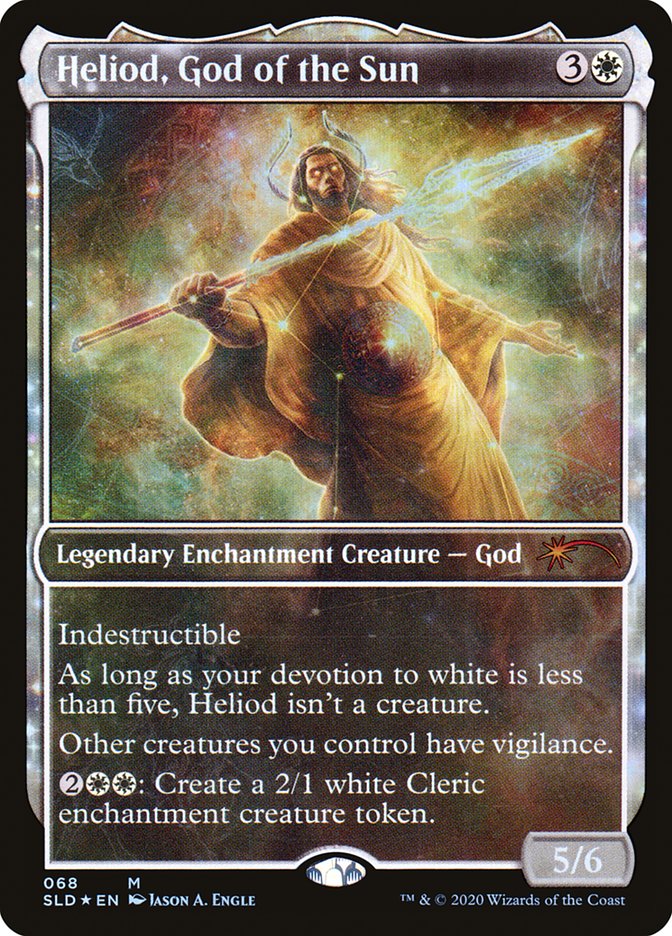 Heliod, God of the Sun 3
Legendary Enchantment Creature — God
Indestructible
As long as your devotion to white is less
than five, Heliod isn't a creature.
Other creatures you control have vigilance.
2: Create a 2/1 white Cleric
enchantment creature token.
5/6
068 M
SLD★EN Jason A. Engle
™ & © 2020 Wizards of the Coast